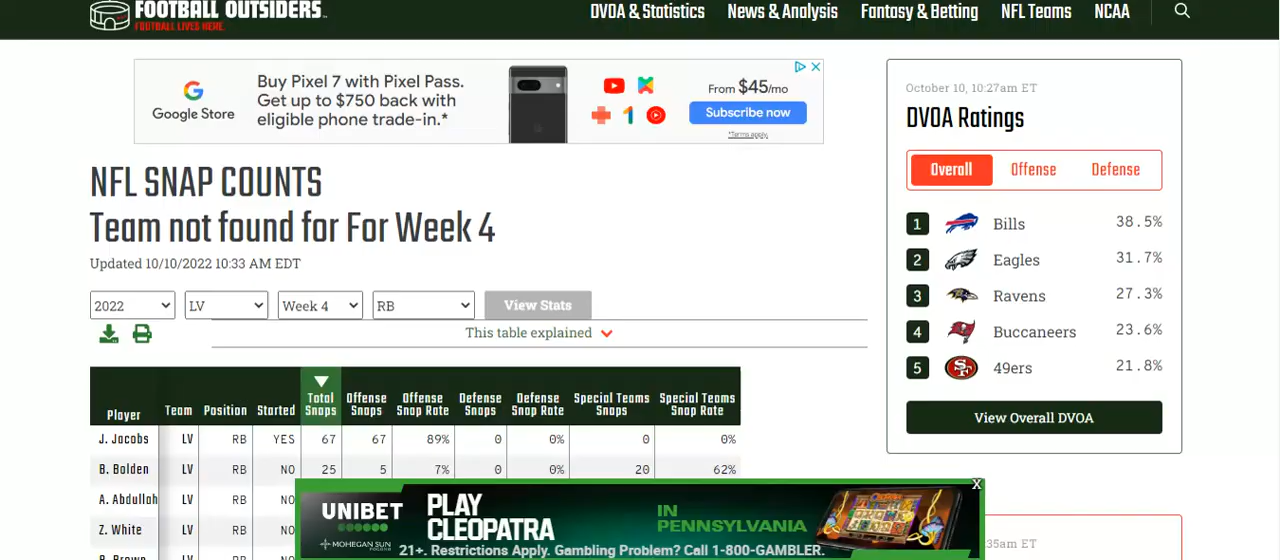 FOOTBALL OUTSIDERS
FOOTBALL LIVES HERE.
DVOA & Statistics News & Analysis Fantasy & Betting NFL Teams NCAA
Google Store
Buy Pixel 7 with Pixel Pass.
Get up to $750 back with
eligible phone trade-in.*
From $45/mo
Subscribe now
*Terms apply.
NFL SNAP COUNTS
Team not found for For Week 4
Updated 10/10/2022 10:33 AM EDT
2022 LV Week 4 RB View Stats
This table explained
Player Team Position Started Total Snaps Offense Snaps Offense Snap Rate Defense Snaps Defense Snap Rate Special Teams Snaps Special Teams Snap Rate
J. Jacobs LV RB YES 67 67 89% 0 0% 0 0%
B. Bolden LV RB NO 25 5 7% 0 0% 20 62%
A. Abdullah LV RB NO
Z. White LV RB NO
October 10, 10:27am ET
DVOA Ratings
Overall Offense Defense
1 Bills 38.5%
2 Eagles 31.7%
3 Ravens 27.3%
4 Buccaneers 23.6%
5 49ers 21.8%
View Overall DVOA
X
UNIBET
MOHEGAN SUN
POCONO
PLAY
CLEOPATRA
IN
PENNSYLVANIA
21+. Restrictions Apply. Gambling Problem? Call 1-800-GAMBLER.